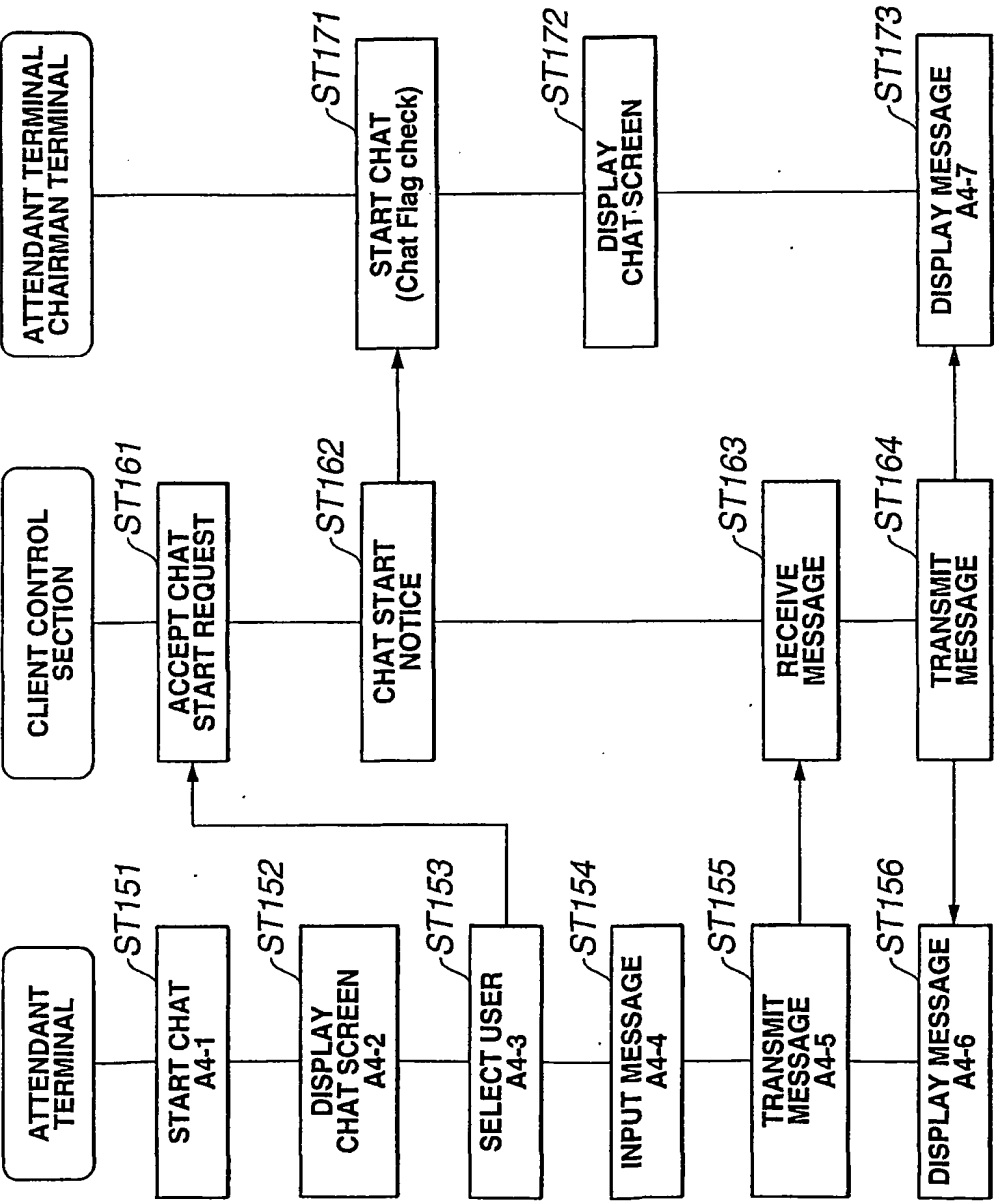 ATTENDANT
TERMINAL
START CHAT
A4-1
ST151
DISPLAY
CHAT SCREEN
A4-2
ST152
SELECT USER
A4-3
ST153
INPUT MESSAGE
A4-4
ST154
TRANSMIT
MESSAGE
A4-5
ST155
DISPLAY MESSAGE
A4-6
ST156
CLIENT CONTROL
SECTION
ACCEPT CHAT
START REQUEST
ST161
CHAT START
NOTICE
ST162
RECEIVE
MESSAGE
ST163
TRANSMIT
MESSAGE
ST164
ATTENDANT TERMINAL
CHAIRMAN TERMINAL
START CHAT
(Chat Flag check)
ST171
DISPLAY
CHAT SCREEN
ST172
DISPLAY MESSAGE
A4-7
ST173